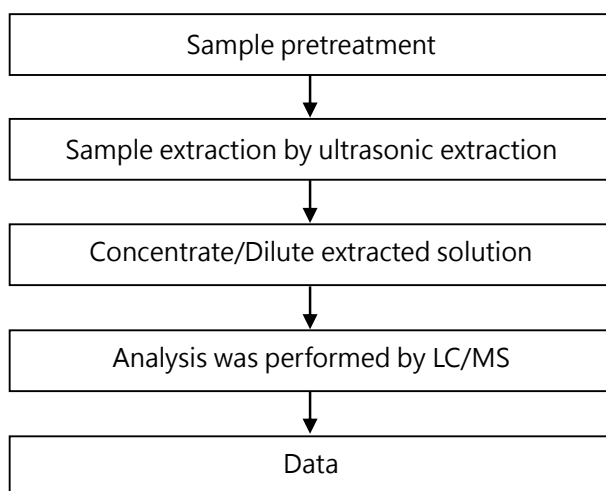 Sample pretreatment
Sample extraction by ultrasonic extraction
Concentrate/Dilute extracted solution
Analysis was performed by LC/MS
Data